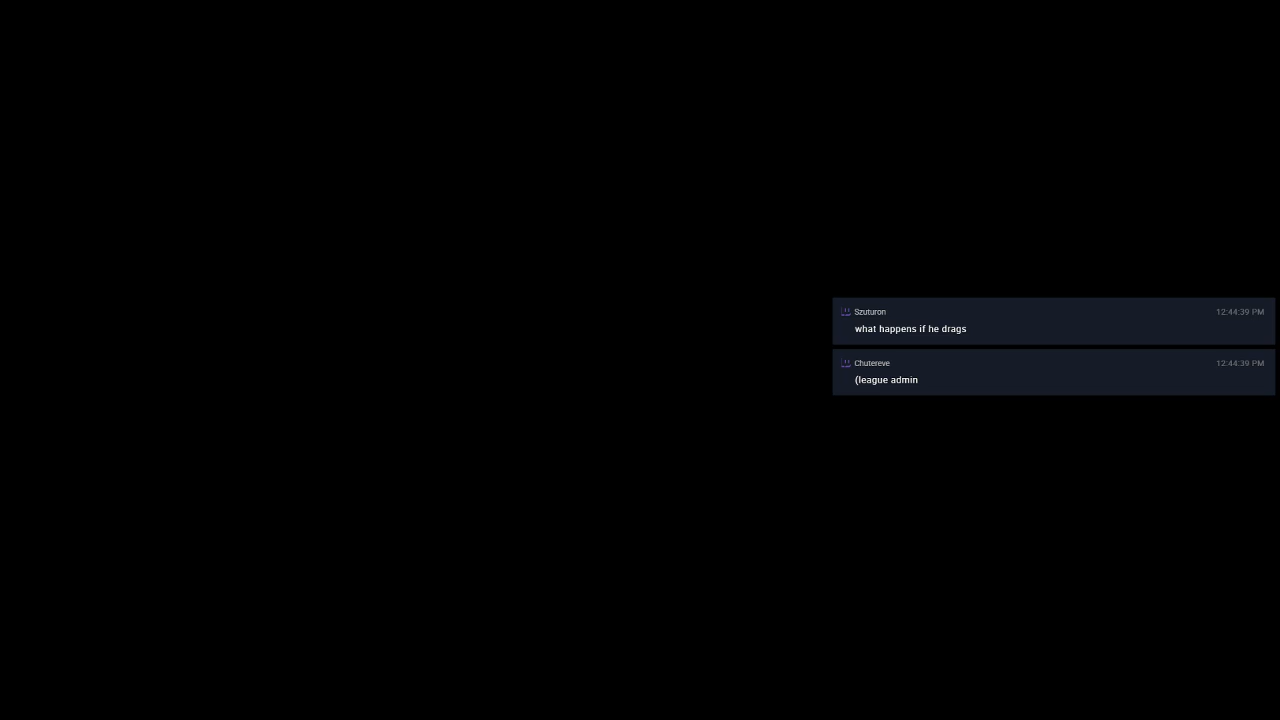 Szuturon 12:44:39 PM
what happens if he drags
Chutereve 12:44:39 PM
(league admin